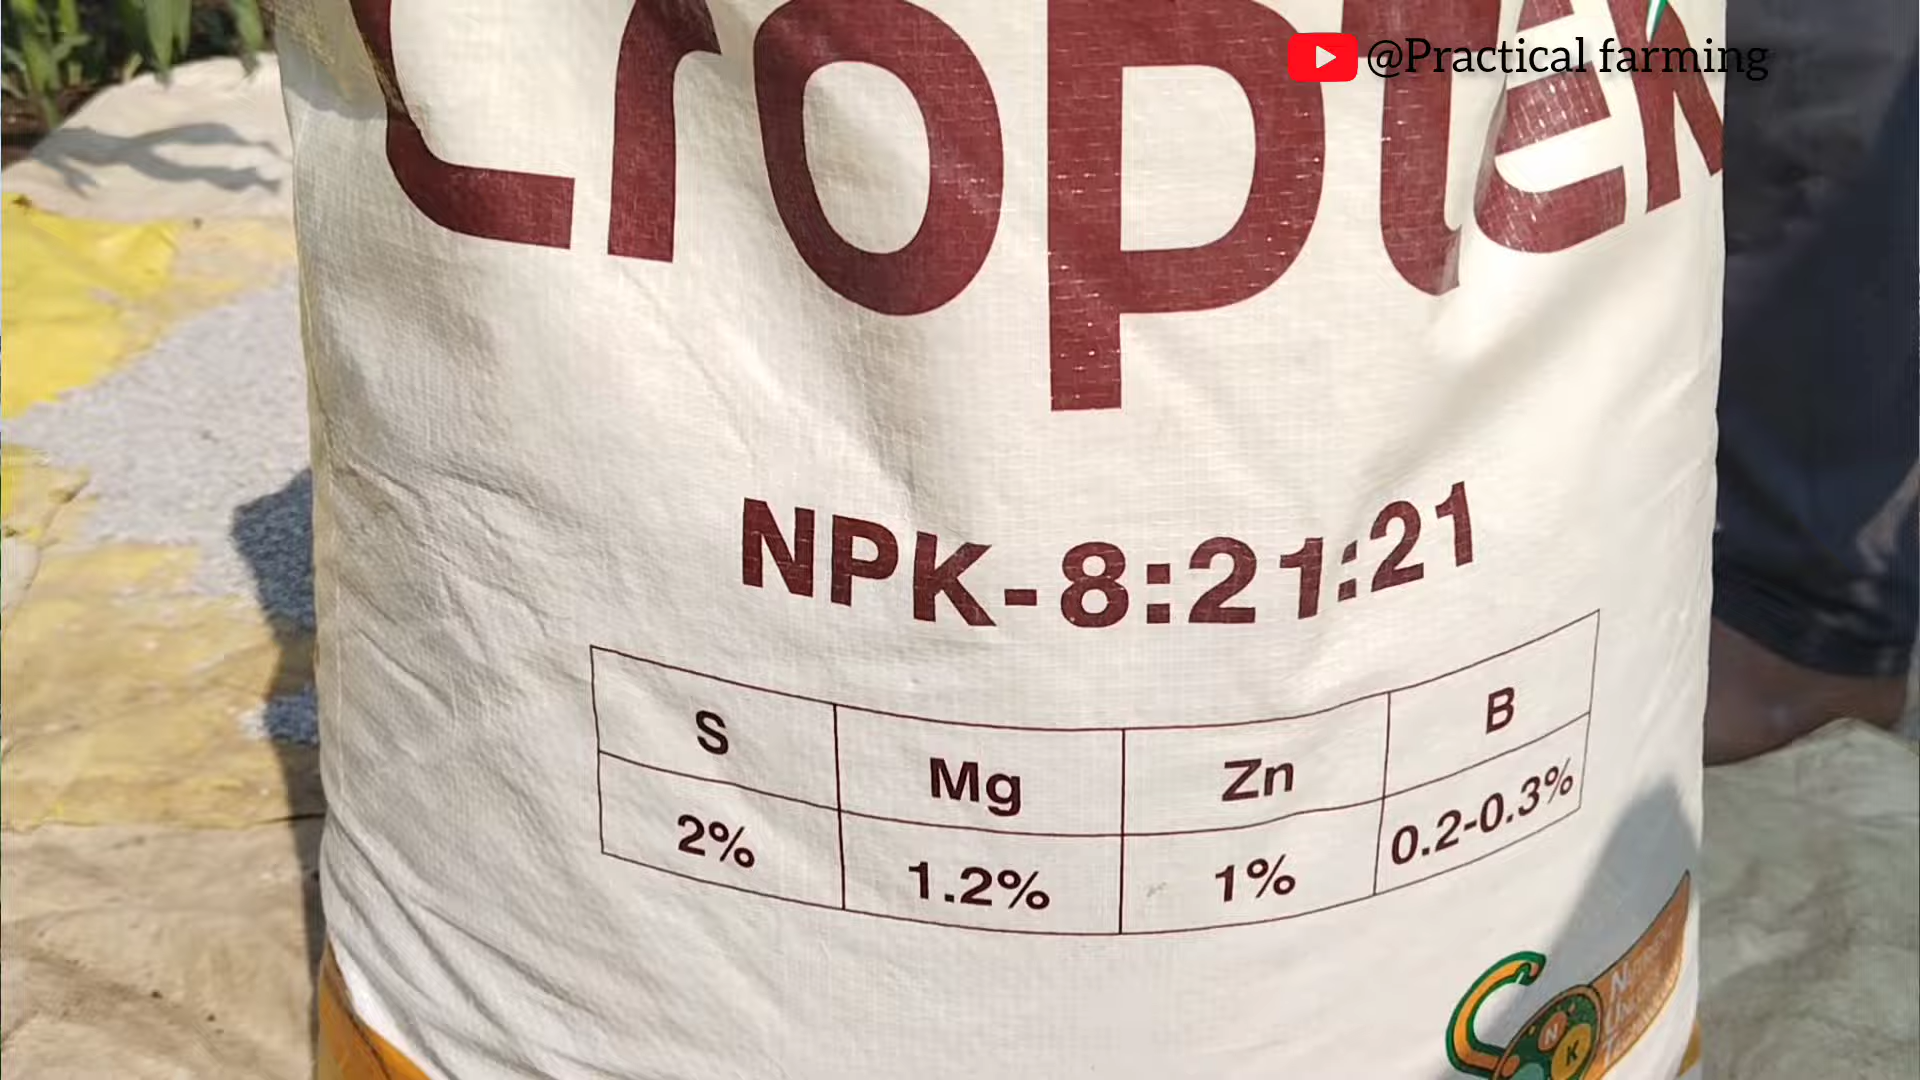 @Practical farming
Croptek
NPK-8:21:21
S Mg Zn B
2% 1.2% 1% 0.2-0.3%
N
K